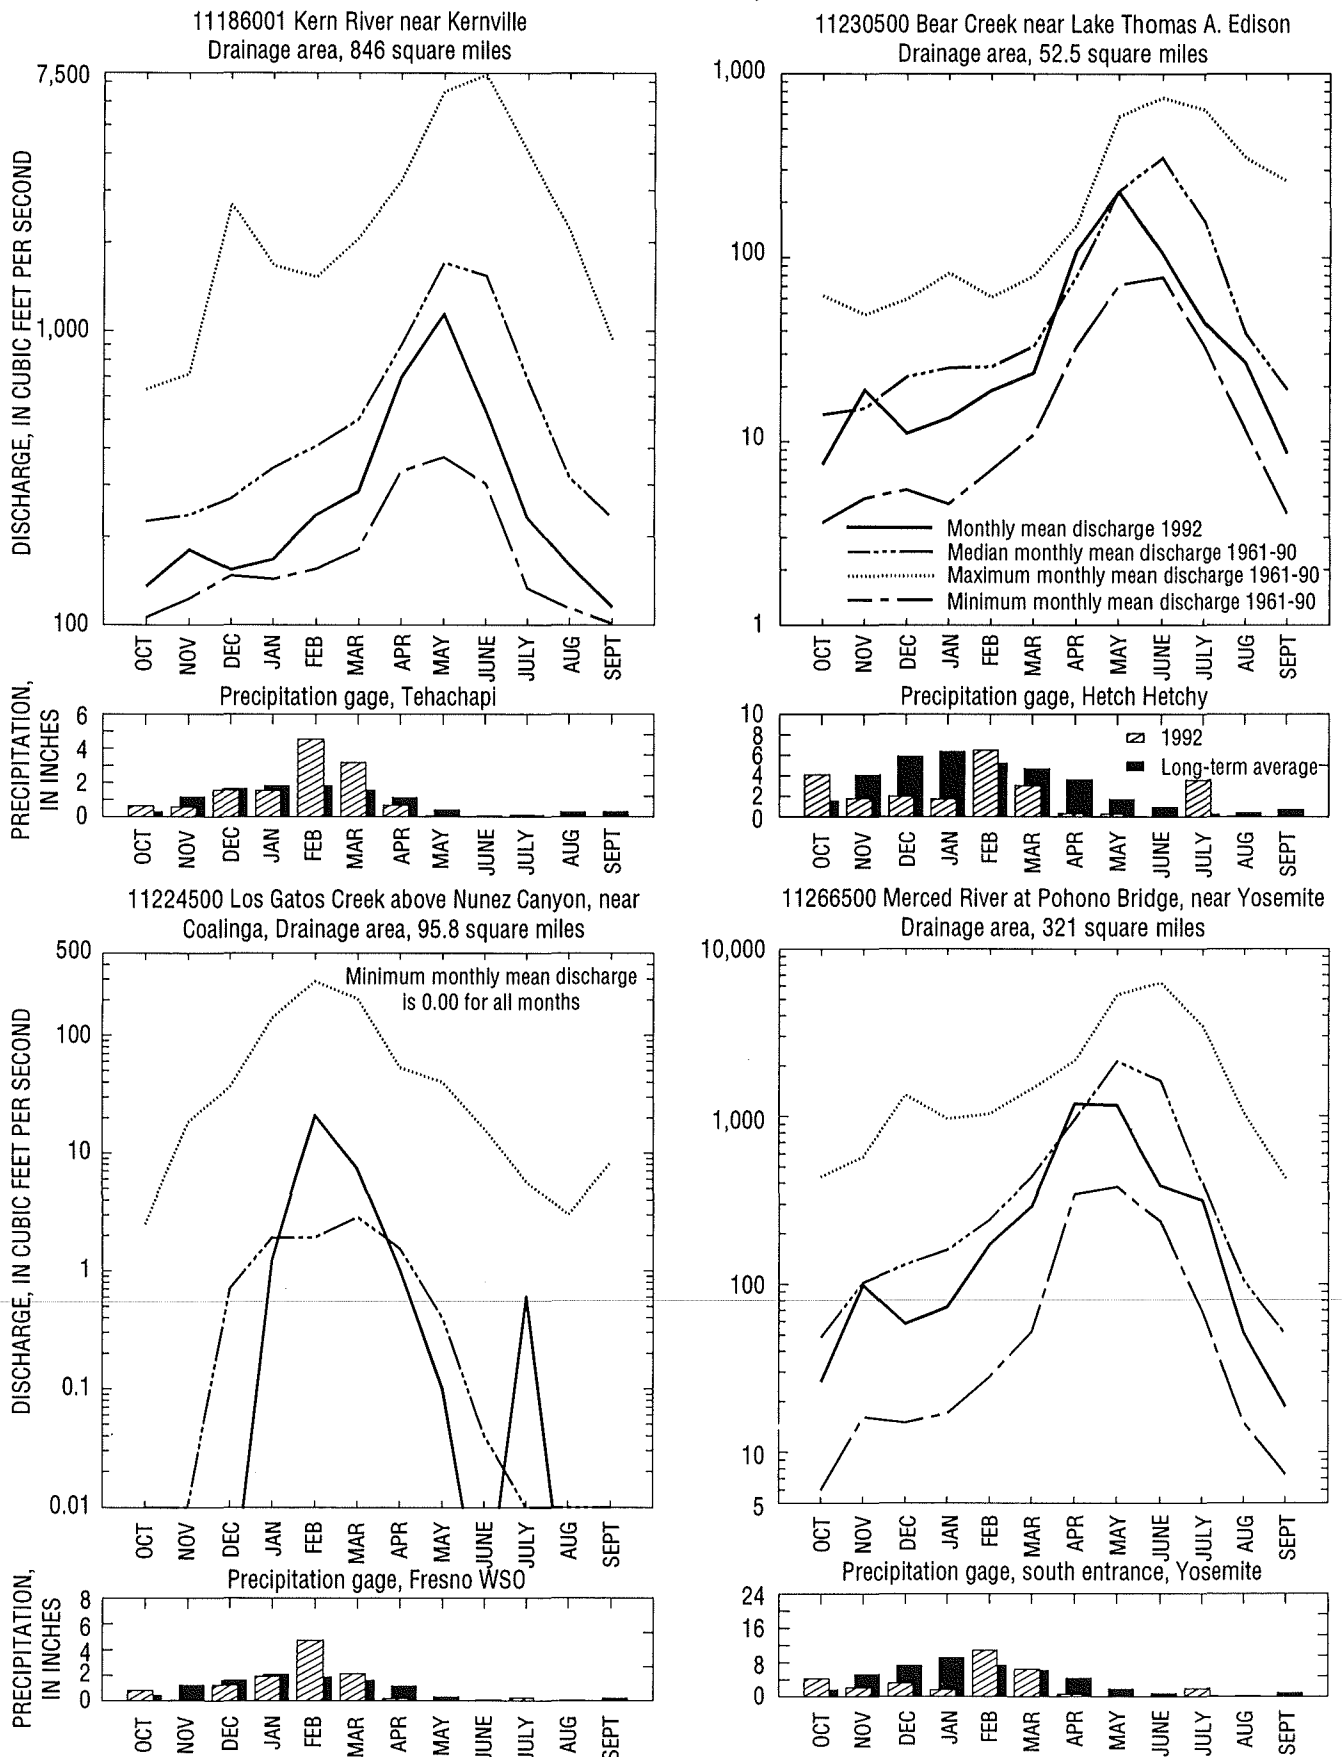 11186001 Kern River near Kernville
Drainage area, 846 square miles
7,500
1,000
100
DISCHARGE, IN CUBIC FEET PER SECOND
OCT
NOV
DEC
JAN
FEB
MAR
APR
MAY
JUNE
JULY
AUG
SEPT
Precipitation gage, Tehachapi
PRECIPITATION,
IN INCHES
6
4
2
0
OCT
NOV
DEC
JAN
FEB
MAR
APR
MAY
JUNE
JULY
AUG
SEPT
11230500 Bear Creek near Lake Thomas A. Edison
Drainage area, 52.5 square miles
1,000
100
10
1
Monthly mean discharge 1992
Median monthly mean discharge 1961-90
Maximum monthly mean discharge 1961-90
Minimum monthly mean discharge 1961-90
OCT
NOV
DEC
JAN
FEB
MAR
APR
MAY
JUNE
JULY
AUG
SEPT
Precipitation gage, Hetch Hetchy
10
8
6
4
2
0
1992
Long-term average
OCT
NOV
DEC
JAN
FEB
MAR
APR
MAY
JUNE
JULY
AUG
SEPT
11224500 Los Gatos Creek above Nunez Canyon, near
Coalinga, Drainage area, 95.8 square miles
Minimum monthly mean discharge
is 0.00 for all months
500
100
10
1
0.1
0.01
DISCHARGE, IN CUBIC FEET PER SECOND
OCT
NOV
DEC
JAN
FEB
MAR
APR
MAY
JUNE
JULY
AUG
SEPT
Precipitation gage, Fresno WSO
PRECIPITATION,
IN INCHES
8
6
4
2
0
OCT
NOV
DEC
JAN
FEB
MAR
APR
MAY
JUNE
JULY
AUG
SEPT
11266500 Merced River at Pohono Bridge, near Yosemite
Drainage area, 321 square miles
10,000
1,000
100
10
5
OCT
NOV
DEC
JAN
FEB
MAR
APR
MAY
JUNE
JULY
AUG
SEPT
Precipitation gage, south entrance, Yosemite
24
16
8
0
OCT
NOV
DEC
JAN
FEB
MAR
APR
MAY
JUNE
JULY
AUG
SEPT